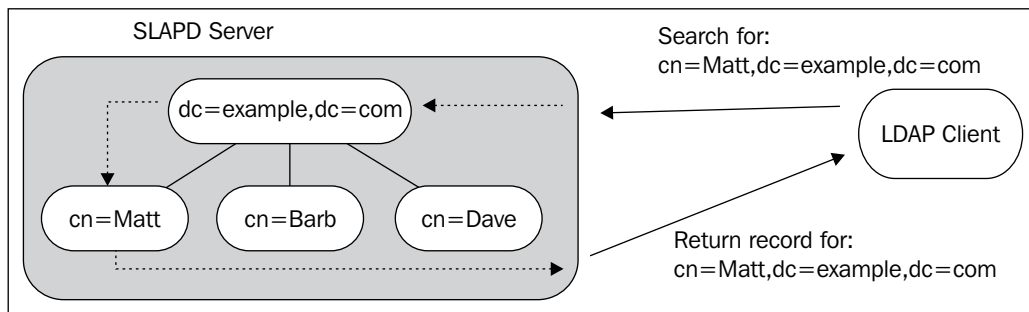 SLAPD Server
Search for:
cn=Matt,dc=example,dc=com
dc=example,dc=com
LDAP Client
cn=Matt
cn=Barb
cn=Dave
Return record for:
cn=Matt,dc=example,dc=com